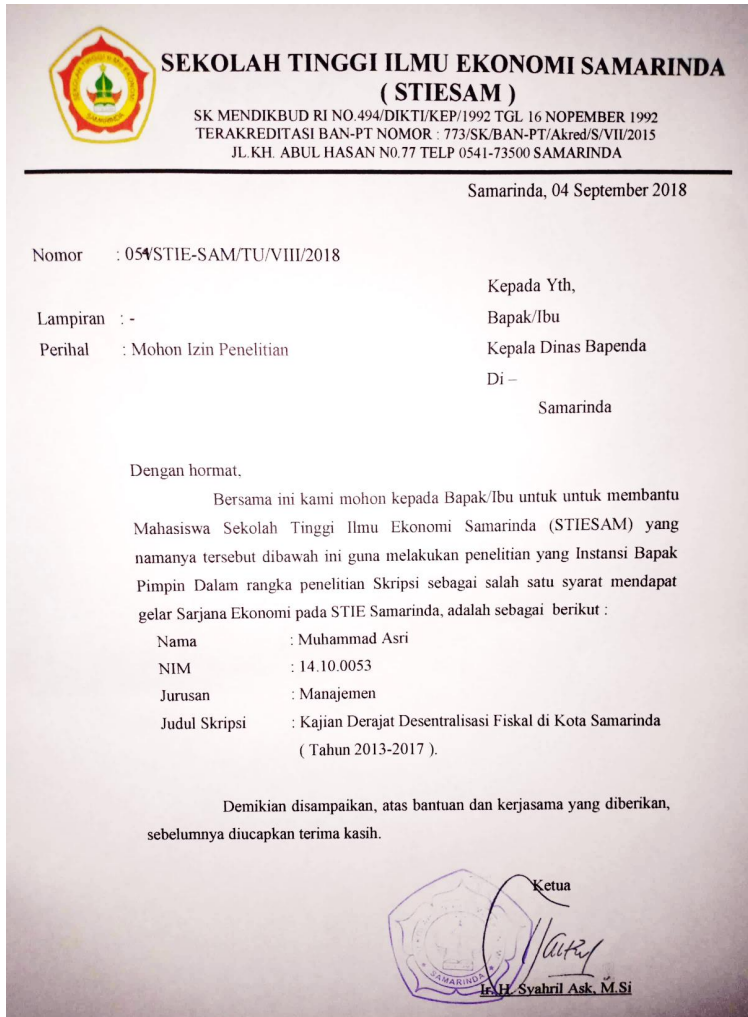 SEKOLAH TINGGI ILMU EKONOMI SAMARINDA
( STIESAM )
SK MENDIKBUD RI NO.494/DIKTI/KEP/1992 TGL 16 NOPEMBER 1992
TERAKREDITASI BAN-PT NOMOR : 773/SK/BAN-PT/Akred/S/VII/2015
JL.KH. ABUL HASAN N0.77 TELP 0541-73500 SAMARINDA
Samarinda, 04 September 2018
Nomor : 054/STIE-SAM/TU/VIII/2018
Kepada Yth,
Lampiran : -
Bapak/Ibu
Perihal : Mohon Izin Penelitian
Kepala Dinas Bapenda
Di –
Samarinda
Dengan hormat,
Bersama ini kami mohon kepada Bapak/Ibu untuk untuk membantu
Mahasiswa Sekolah Tinggi Ilmu Ekonomi Samarinda (STIESAM) yang
namanya tersebut dibawah ini guna melakukan penelitian yang Instansi Bapak
Pimpin Dalam rangka penelitian Skripsi sebagai salah satu syarat mendapat
gelar Sarjana Ekonomi pada STIE Samarinda, adalah sebagai berikut :
Nama : Muhammad Asri
NIM : 14.10.0053
Jurusan : Manajemen
Judul Skripsi : Kajian Derajat Desentralisasi Fiskal di Kota Samarinda
( Tahun 2013-2017 ).
Demikian disampaikan, atas bantuan dan kerjasama yang diberikan,
sebelumnya diucapkan terima kasih.
Ketua
SAMARINDA
Ir. H. Syahril Ask, M.Si